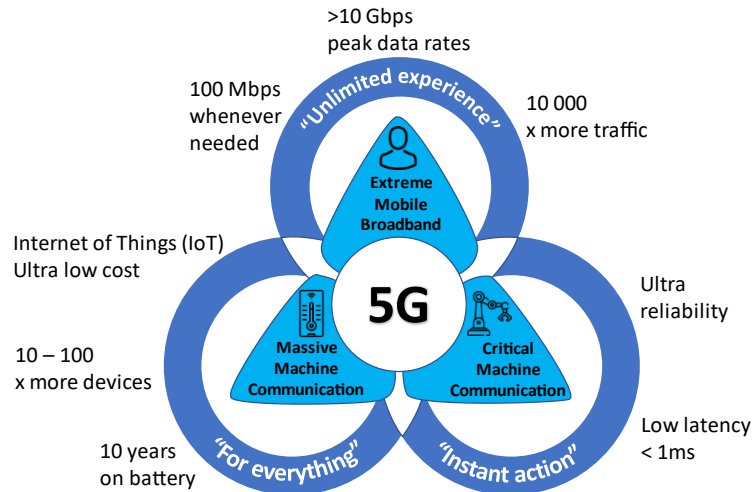 >10 Gbps
peak data rates
100 Mbps
whenever
needed
"Unlimited experience"
10 000
x more traffic
Extreme
Mobile
Broadband
Internet of Things (IoT)
Ultra low cost
5G
Ultra
reliability
10 – 100
x more devices
Massive
Machine
Communication
Critical
Machine
Communication
10 years
on battery
"For everything"
"Instant action"
Low latency
< 1ms